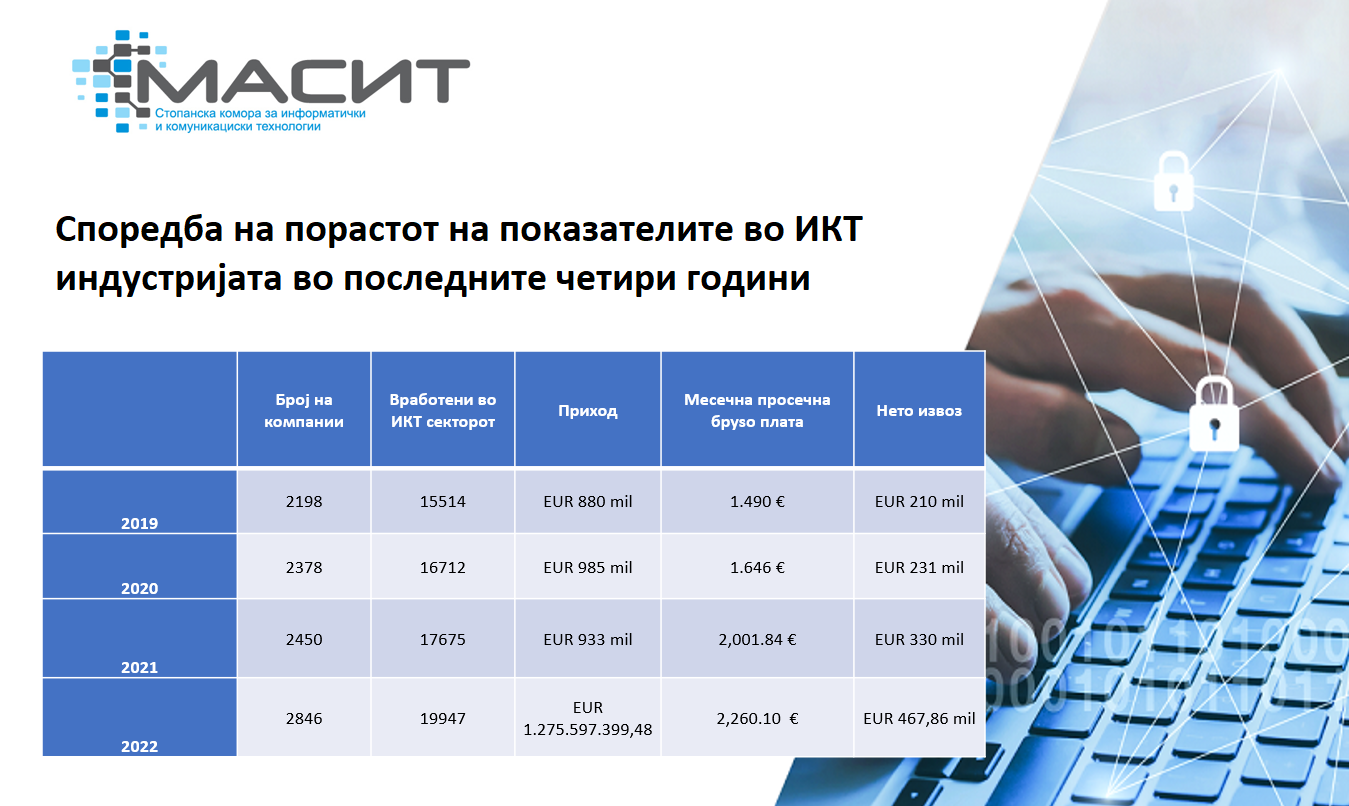 МАСИТ
Стопанска комора за информатички
и комуникациски технологии
Споредба на порастот на показателите во ИКТ
индустријата во последните четири години
Број на
компании
Вработени во
ИКТ секторот
Приход
Месечна просечна
бруѕо плата
Нето извоз
2019
2198
15514
EUR 880 mil
1.490 €
EUR 210 mil
2020
2378
16712
EUR 985 mil
1.646 €
EUR 231 mil
2021
2450
17675
EUR 933 mil
2,001.84 €
EUR 330 mil
2022
2846
19947
EUR
1.275.597.399,48
2,260.10 €
EUR 467,86 mil